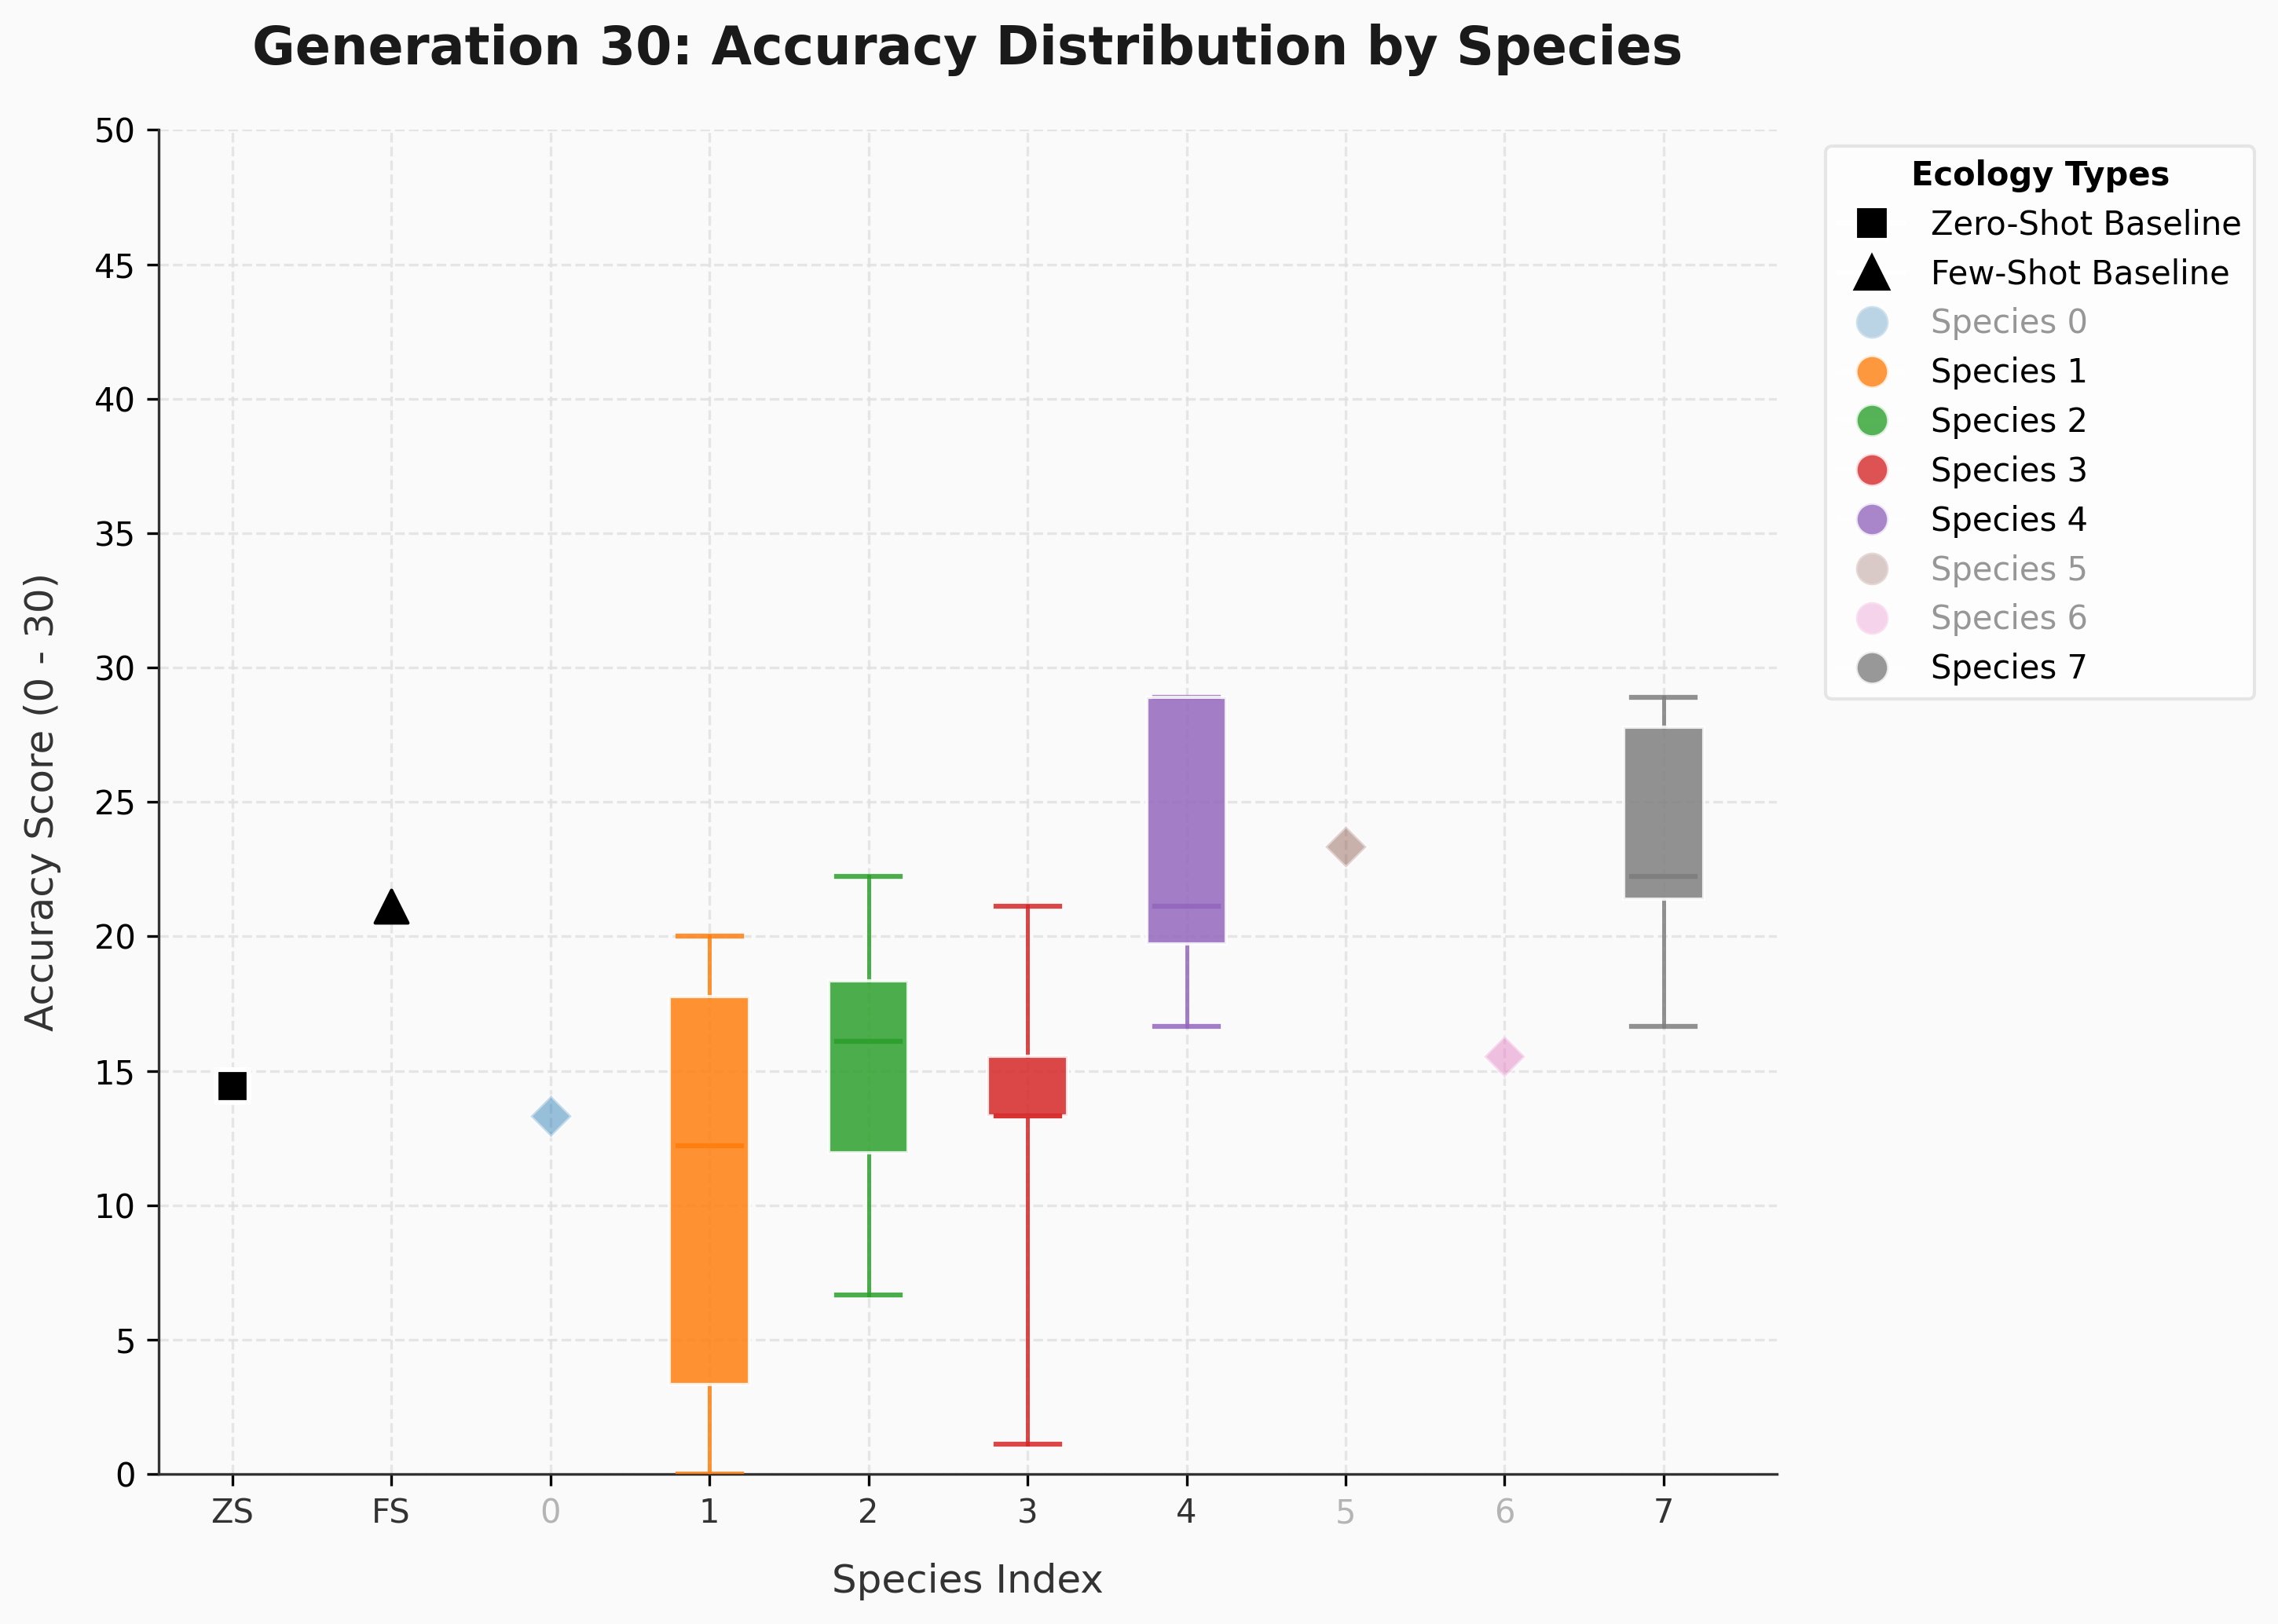 Generation 30: Accuracy Distribution by Species
50
45
40
35
30
25
20
15
10
5
0
Accuracy Score (0 - 30)
ZS FS 0 1 2 3 4 5 6 7
Species Index
Ecology Types
Zero-Shot Baseline
Few-Shot Baseline
Species 0
Species 1
Species 2
Species 3
Species 4
Species 5
Species 6
Species 7